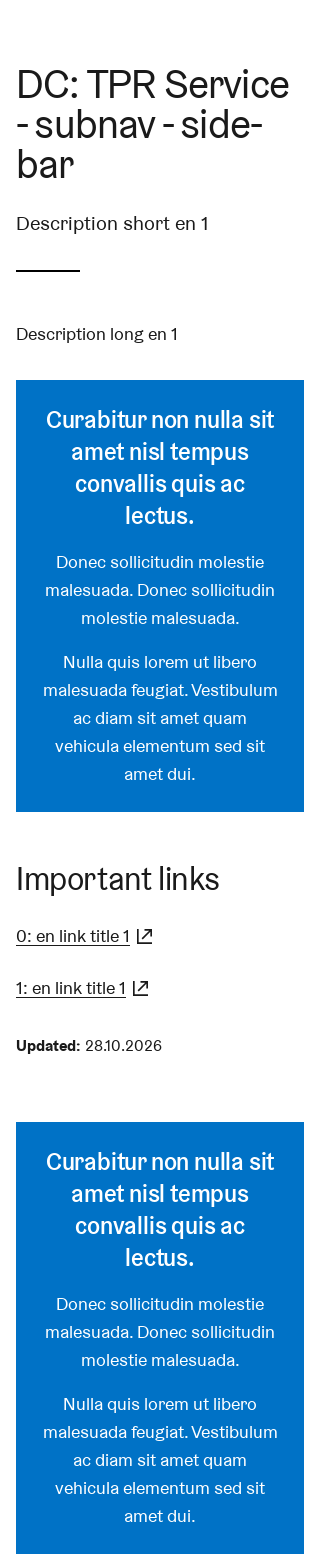 DC: TPR Service
- subnav - side-
bar
Description short en 1
Description long en 1
Curabitur non nulla sit
amet nisl tempus
convallis quis ac
lectus.
Donec sollicitudin molestie
malesuada. Donec sollicitudin
molestie malesuada.
Nulla quis lorem ut libero
malesuada feugiat. Vestibulum
ac diam sit amet quam
vehicula elementum sed sit
amet dui.
Important links
0: en link title 1
1: en link title 1
Updated: 28.10.2026
Curabitur non nulla sit
amet nisl tempus
convallis quis ac
lectus.
Donec sollicitudin molestie
malesuada. Donec sollicitudin
molestie malesuada.
Nulla quis lorem ut libero
malesuada feugiat. Vestibulum
ac diam sit amet quam
vehicula elementum sed sit
amet dui.